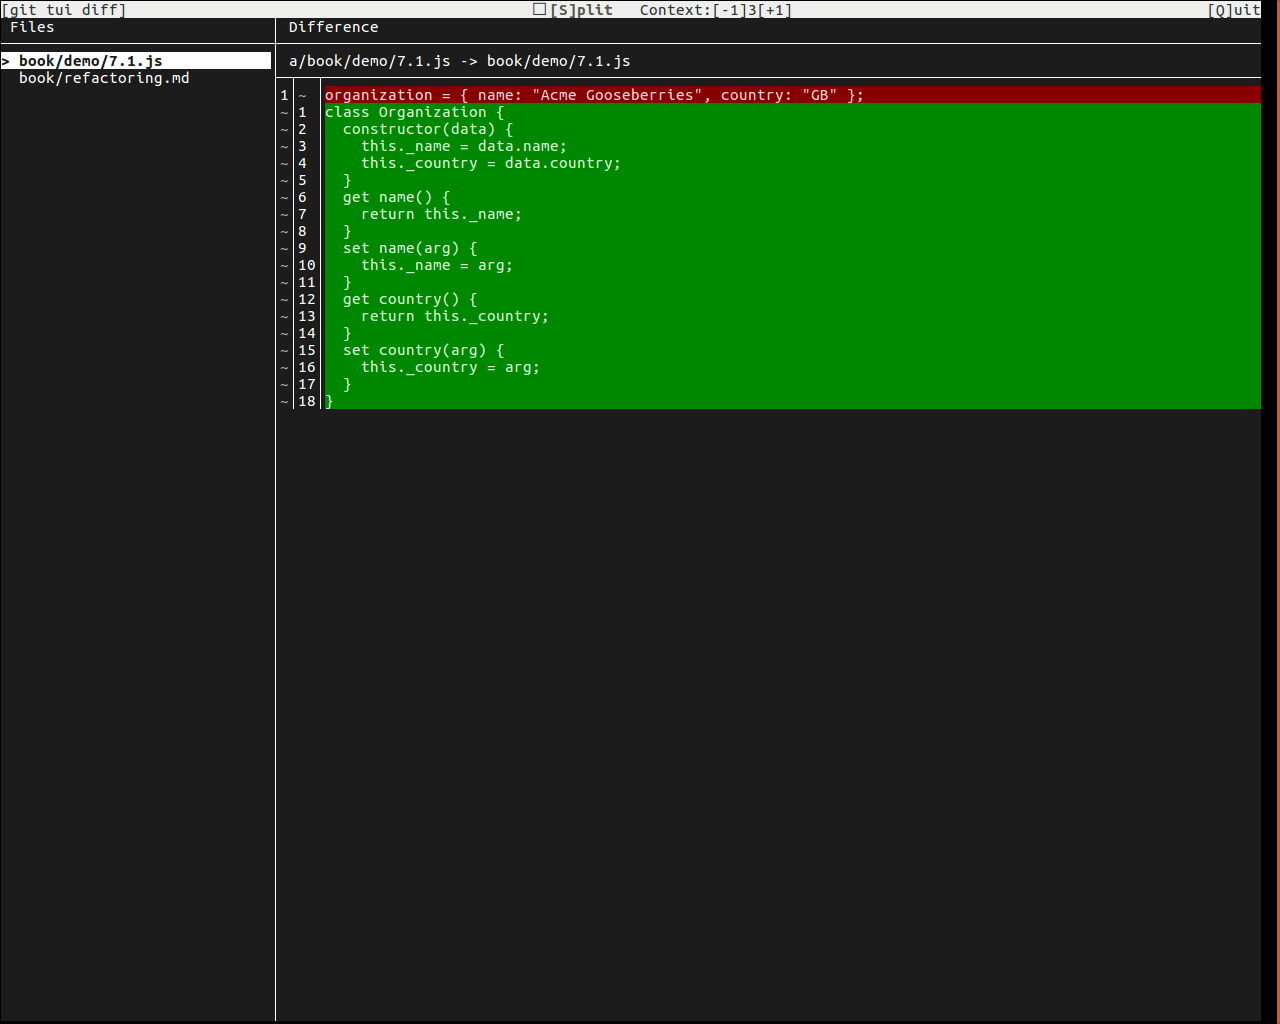 [git tui diff] ☐[S]plit Context:[-1]3[+1] [Q]uit
Files
> book/demo/7.1.js
book/refactoring.md
Difference
a/book/demo/7.1.js -> book/demo/7.1.js
1 ~ organization = { name: "Acme Gooseberries", country: "GB" };
~ 1 class Organization {
~ 2   constructor(data) {
~ 3     this._name = data.name;
~ 4     this._country = data.country;
~ 5   }
~ 6   get name() {
~ 7     return this._name;
~ 8   }
~ 9   set name(arg) {
~ 10     this._name = arg;
~ 11   }
~ 12   get country() {
~ 13     return this._country;
~ 14   }
~ 15   set country(arg) {
~ 16     this._country = arg;
~ 17   }
~ 18 }